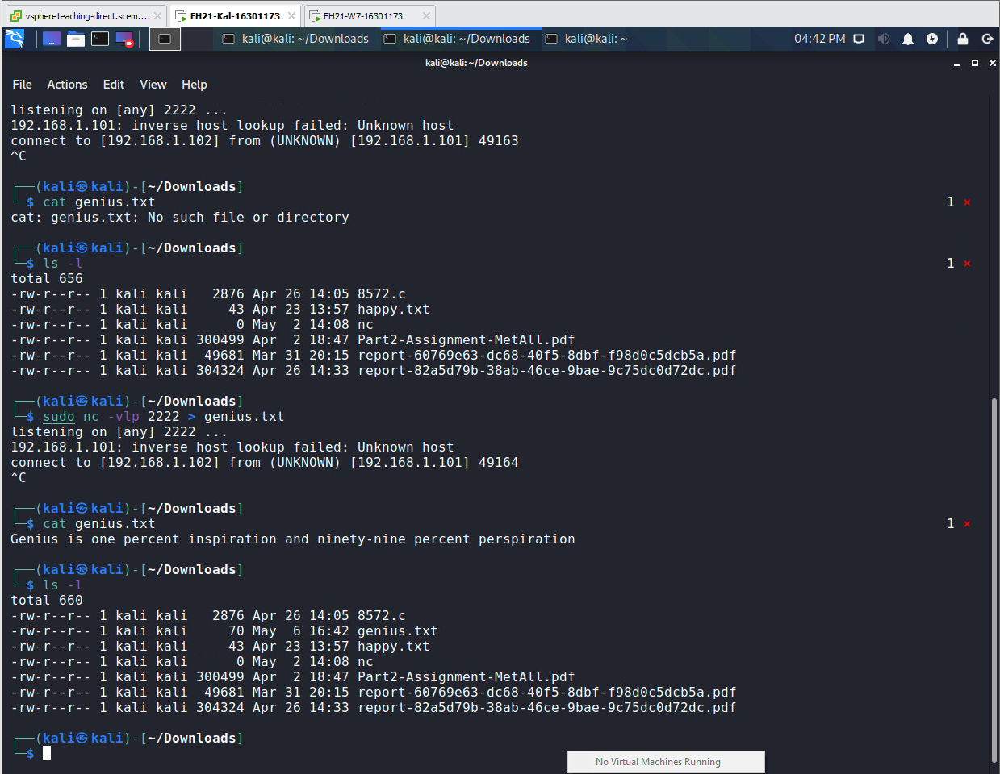 vsphereteaching-direct.scem....
EH21-Kal-16301173
EH21-W7-16301173
kali@kali: ~/Downloads
kali@kali: ~/Downloads
kali@kali: ~
04:42 PM
kali@kali: ~/Downloads
File Actions Edit View Help
listening on [any] 2222 ...
192.168.1.101: inverse host lookup failed: Unknown host
connect to [192.168.1.102] from (UNKNOWN) [192.168.1.101] 49163
^C
(kali㉿kali)-[~/Downloads]
$ cat genius.txt 1 ×
cat: genius.txt: No such file or directory
(kali㉿kali)-[~/Downloads]
$ ls -l 1 ×
total 656
-rw-r--r-- 1 kali kali 2876 Apr 26 14:05 8572.c
-rw-r--r-- 1 kali kali 43 Apr 23 13:57 happy.txt
-rw-r--r-- 1 kali kali 0 May 2 14:08 nc
-rw-r--r-- 1 kali kali 300499 Apr 2 18:47 Part2-Assignment-MetAll.pdf
-rw-r--r-- 1 kali kali 49681 Mar 31 20:15 report-60769e63-dc68-40f5-8dbf-f98d0c5dcb5a.pdf
-rw-r--r-- 1 kali kali 304324 Apr 26 14:33 report-82a5d79b-38ab-46ce-9bae-9c75dc0d72dc.pdf
(kali㉿kali)-[~/Downloads]
$ sudo nc -vlp 2222 > genius.txt
listening on [any] 2222 ...
192.168.1.101: inverse host lookup failed: Unknown host
connect to [192.168.1.102] from (UNKNOWN) [192.168.1.101] 49164
^C
(kali㉿kali)-[~/Downloads]
$ cat genius.txt 1 ×
Genius is one percent inspiration and ninety-nine percent perspiration
(kali㉿kali)-[~/Downloads]
$ ls -l
total 660
-rw-r--r-- 1 kali kali 2876 Apr 26 14:05 8572.c
-rw-r--r-- 1 kali kali 70 May 6 16:42 genius.txt
-rw-r--r-- 1 kali kali 43 Apr 23 13:57 happy.txt
-rw-r--r-- 1 kali kali 0 May 2 14:08 nc
-rw-r--r-- 1 kali kali 300499 Apr 2 18:47 Part2-Assignment-MetAll.pdf
-rw-r--r-- 1 kali kali 49681 Mar 31 20:15 report-60769e63-dc68-40f5-8dbf-f98d0c5dcb5a.pdf
-rw-r--r-- 1 kali kali 304324 Apr 26 14:33 report-82a5d79b-38ab-46ce-9bae-9c75dc0d72dc.pdf
(kali㉿kali)-[~/Downloads]
$
No Virtual Machines Running